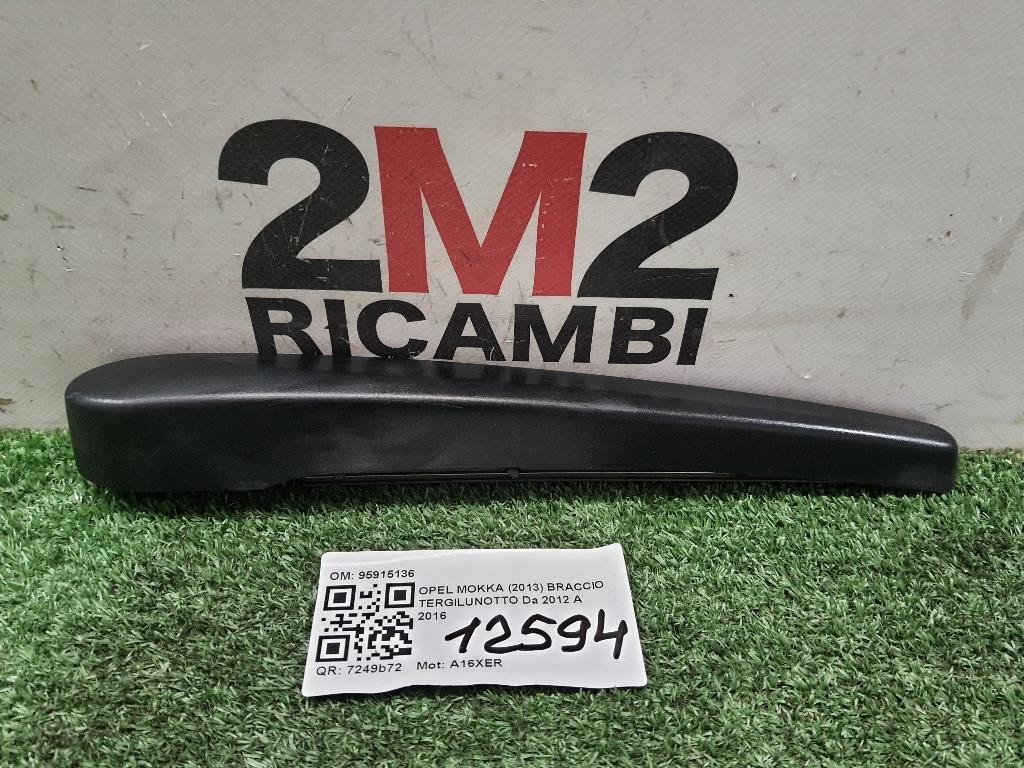 2M2
RICAMBI
OM: 95915136
OPEL MOKKA (2013) BRACCIO
TERGILUNOTTO Da 2012 A
2016
12594
QR: 7249b72
Mot: A16XER